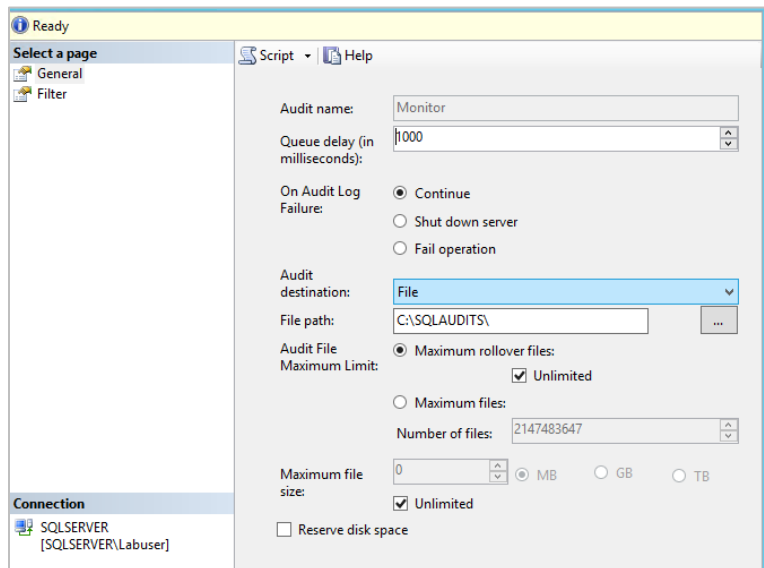 Ready
Select a page
General
Filter
Script
Help
Audit name:
Monitor
Queue delay (in
milliseconds):
1000
On Audit Log
Failure:
Continue
Shut down server
Fail operation
Audit
destination:
File
File path:
C:\SQLAUDITS\
...
Audit File
Maximum Limit:
Maximum rollover files:
Unlimited
Maximum files:
Number of files:
2147483647
Maximum file
size:
0
MB
GB
TB
Unlimited
Reserve disk space
Connection
SQLSERVER
[SQLSERVER\Labuser]